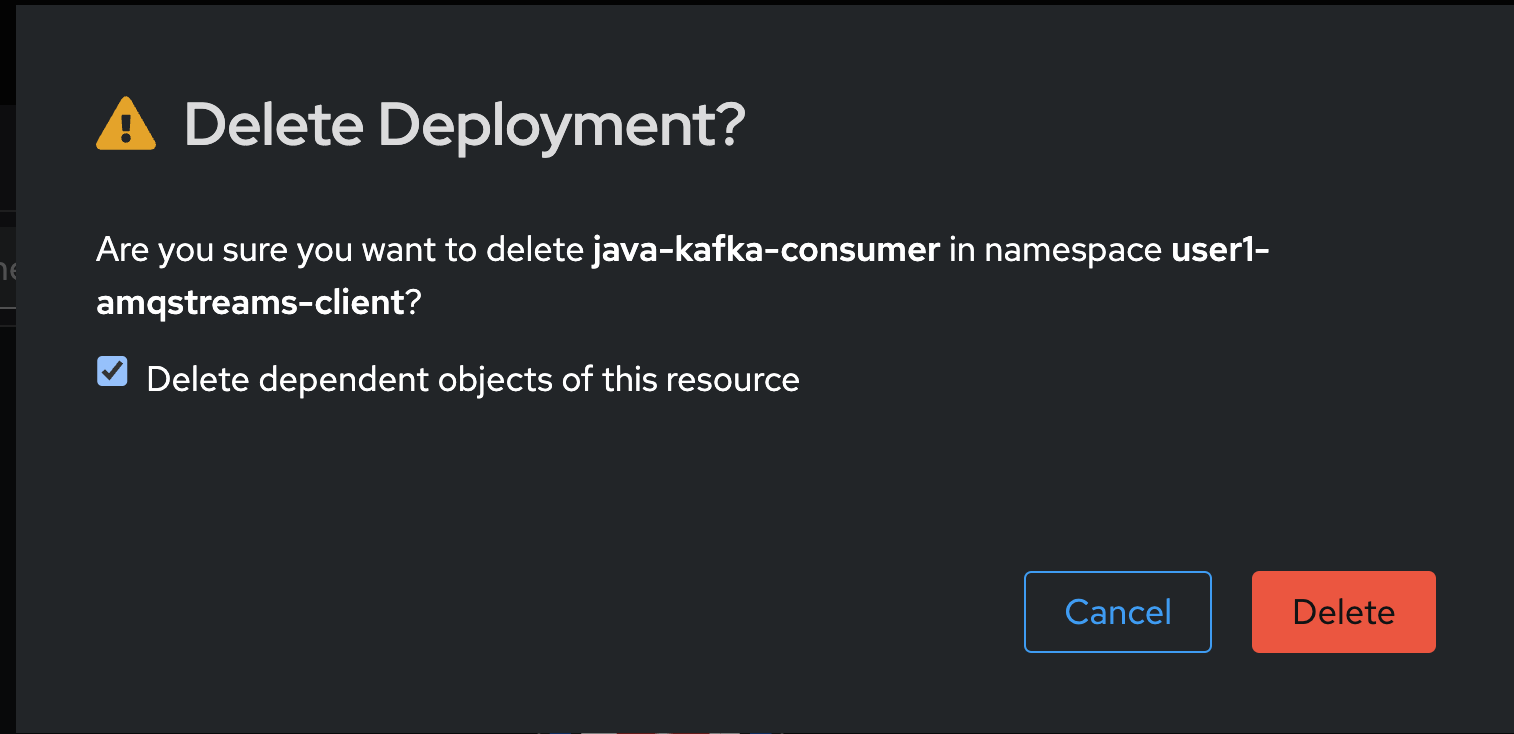 Delete Deployment?
Are you sure you want to delete java-kafka-consumer in namespace user1-
amqstreams-client?
Delete dependent objects of this resource
Cancel
Delete